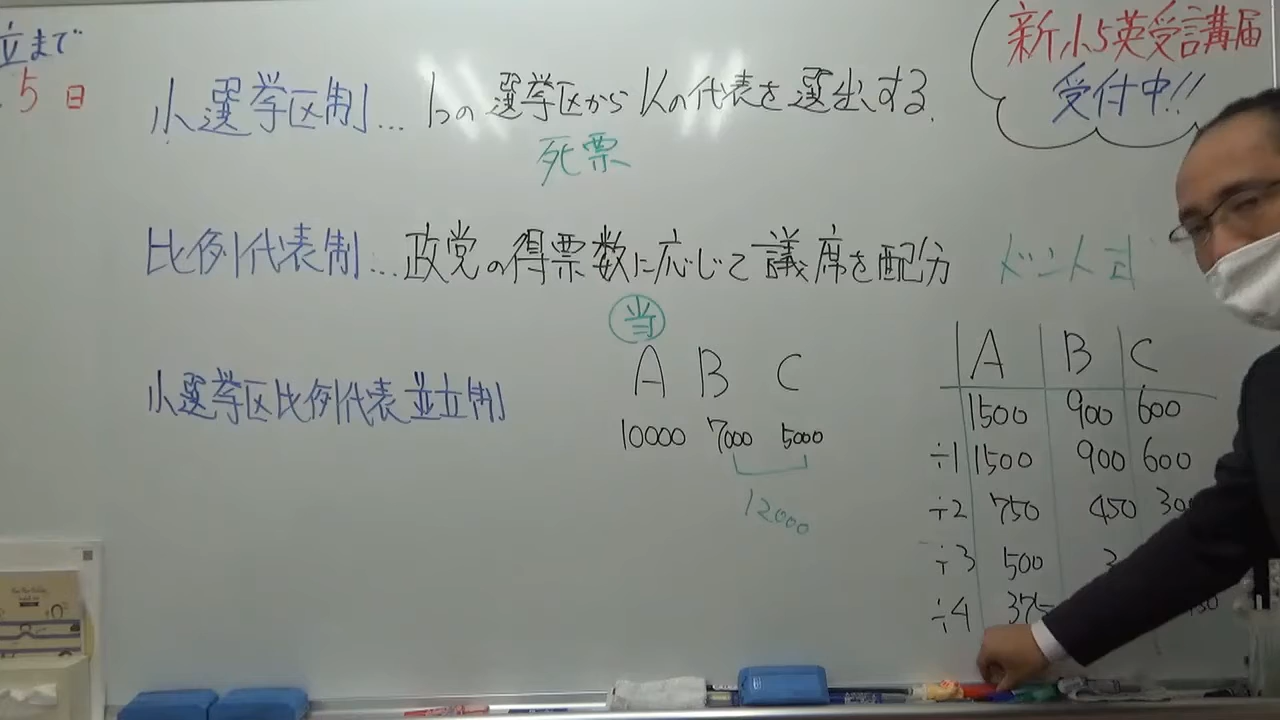 立まで
5日
新小5英受講届
受付中!!
小選挙区制… 1つの選挙区から1人の代表を選出する.
死票
比例代表制…政党の得票数に応じて議席を配分
ドント式
当
小選挙区比例代表並立制
A B C
10000 7000 5000
12000
A B C
1500 900 600
÷1 1500 900 600
÷2 750 450 300
÷3 500 3
÷4 375